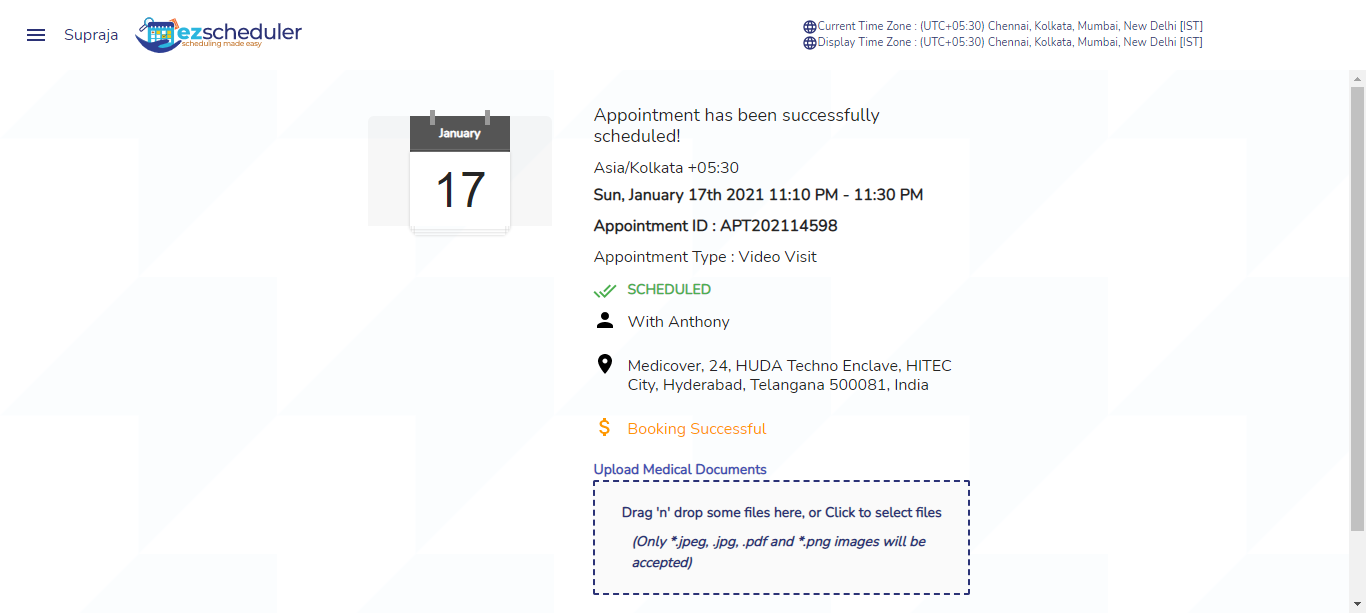 Supraja
ezscheduler
scheduling made easy
Current Time Zone : (UTC+05:30) Chennai, Kolkata, Mumbai, New Delhi [IST]
Display Time Zone : (UTC+05:30) Chennai, Kolkata, Mumbai, New Delhi [IST]
January
17
Appointment has been successfully
scheduled!
Asia/Kolkata +05:30
Sun, January 17th 2021 11:10 PM - 11:30 PM
Appointment ID : APT202114598
Appointment Type : Video Visit
SCHEDULED
With Anthony
Medicover, 24, HUDA Techno Enclave, HITEC
City, Hyderabad, Telangana 500081, India
$ Booking Successful
Upload Medical Documents
Drag 'n' drop some files here, or Click to select files
(Only *.jpeg, .jpg, .pdf and *.png images will be
accepted)